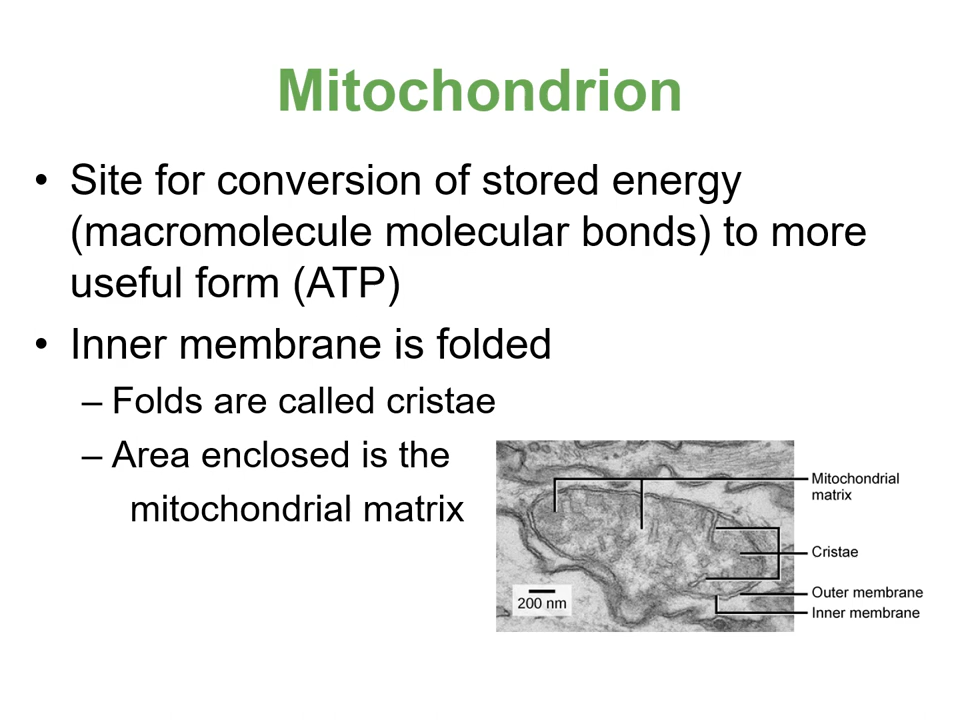 Mitochondrion
• Site for conversion of stored energy
(macromolecule molecular bonds) to more
useful form (ATP)
• Inner membrane is folded
– Folds are called cristae
– Area enclosed is the
mitochondrial matrix
Mitochondrial
matrix
Cristae
Outer membrane
Inner membrane
200 nm